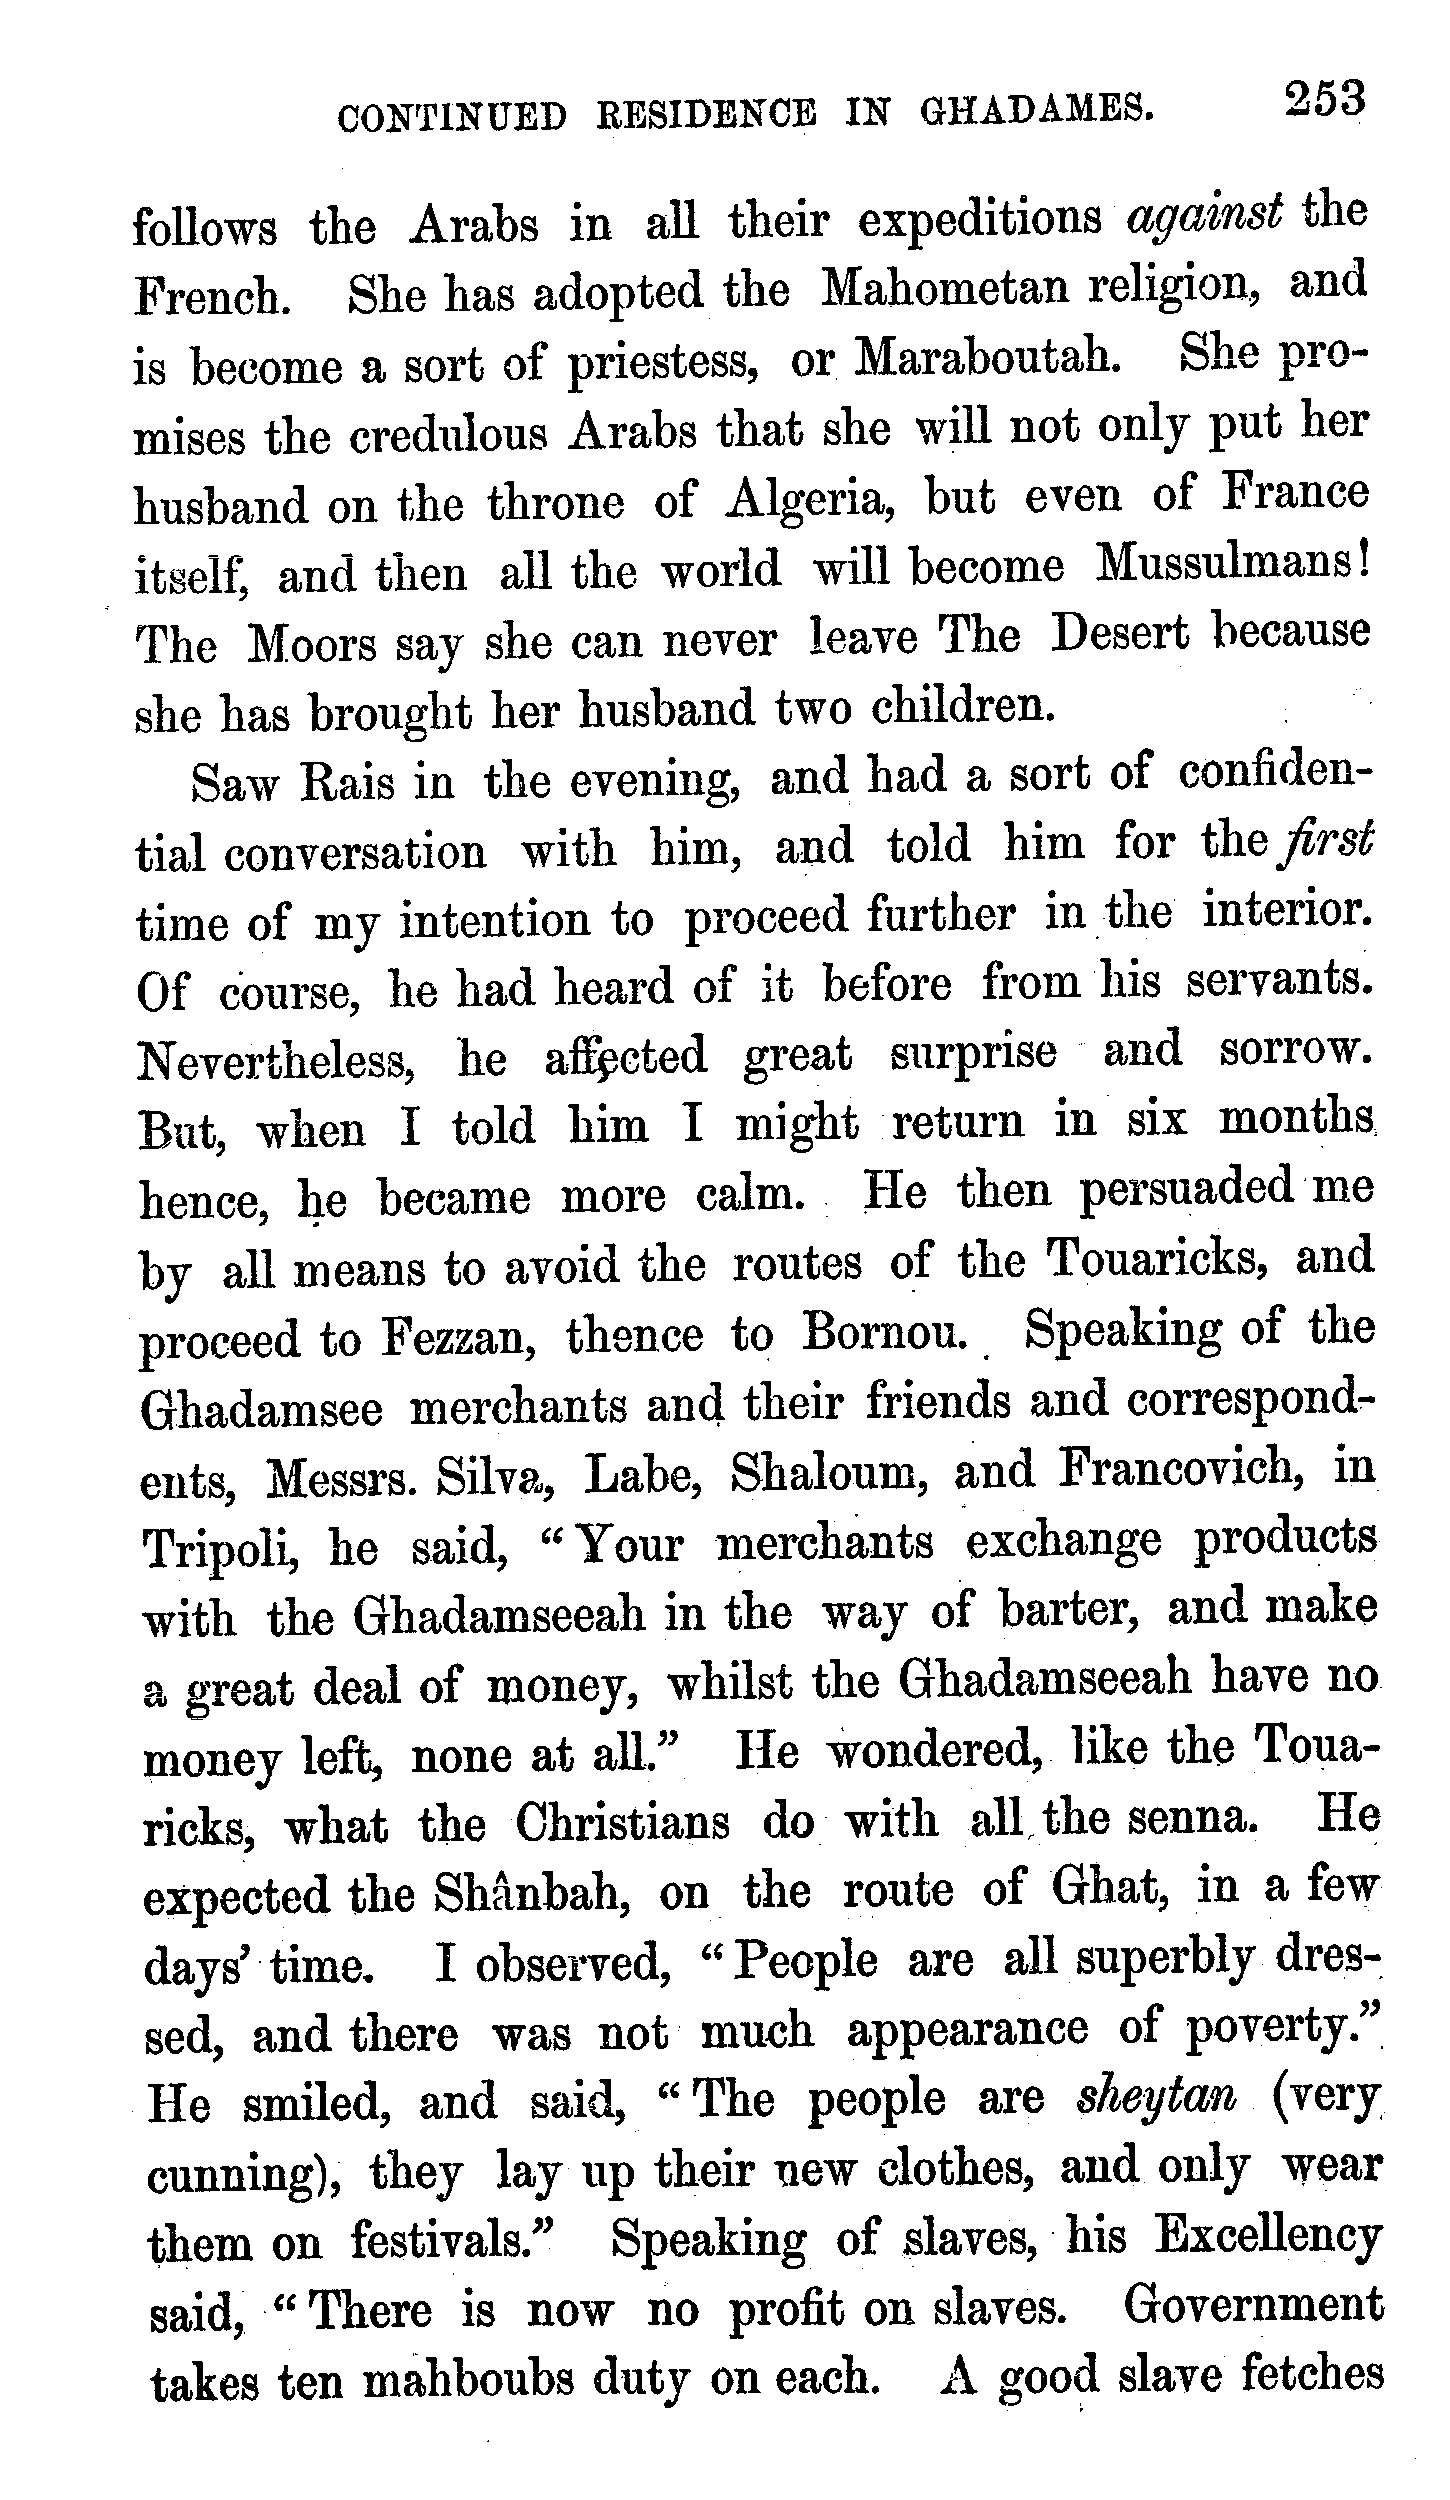 CONTINUED RESIDENCE IN GHADAMES. 253
follows the Arabs in all their expeditions against the
French. She has adopted the Mahometan religion, and
is become a sort of priestess, or Maraboutah. She pro-
mises the credulous Arabs that she will not only put her
husband on the throne of Algeria, but even of France
itself, and then all the world will become Mussulmans!
The Moors say she can never leave The Desert because
she has brought her husband two children.
Saw Rais in the evening, and had a sort of confiden-
tial conversation with him, and told him for the first
time of my intention to proceed further in the interior.
Of course, he had heard of it before from his servants.
Nevertheless, he affected great surprise and sorrow.
But, when I told him I might return in six months
hence, he became more calm. He then persuaded me
by all means to avoid the routes of the Touaricks, and
proceed to Fezzan, thence to Bornou. Speaking of the
Ghadamsee merchants and their friends and correspond-
ents, Messrs. Silva, Labe, Shaloum, and Francovich, in
Tripoli, he said, “Your merchants exchange products
with the Ghadamseeah in the way of barter, and make
a great deal of money, whilst the Ghadamseeah have no
money left, none at all.” He wondered, like the Toua-
ricks, what the Christians do with all the senna. He
expected the Shânbah, on the route of Ghat, in a few
days’ time. I observed, “People are all superbly dres-
sed, and there was not much appearance of poverty.”
He smiled, and said, “The people are sheytan (very
cunning), they lay up their new clothes, and only wear
them on festivals.” Speaking of slaves, his Excellency
said, “There is now no profit on slaves. Government
takes ten mahboubs duty on each. A good slave fetches